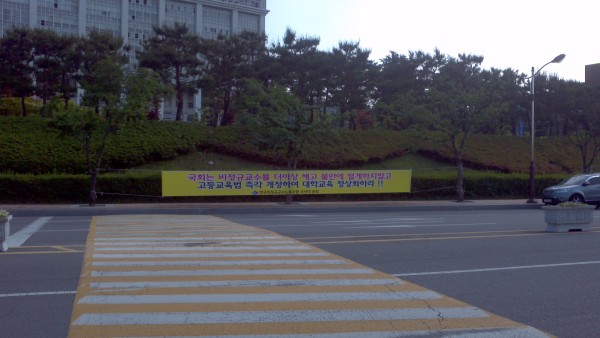 국회는 비정규교수를 더이상 해고 불안에 떨게하지말고
고등교육법 즉각 개정하여 대학교육 정상화하라 !!